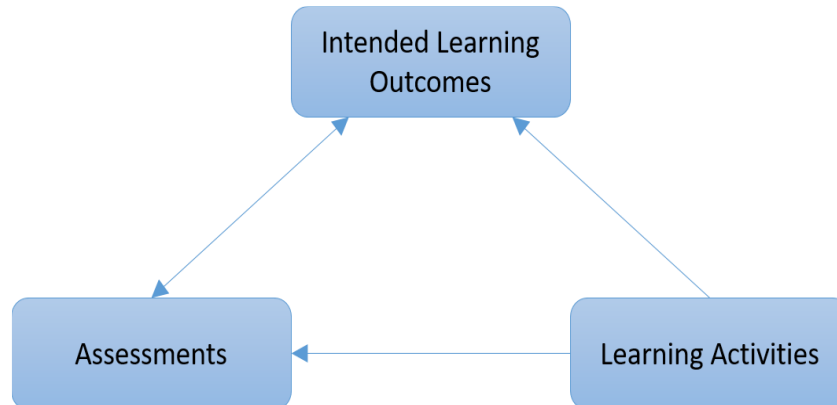 Intended Learning
Outcomes
Assessments
Learning Activities